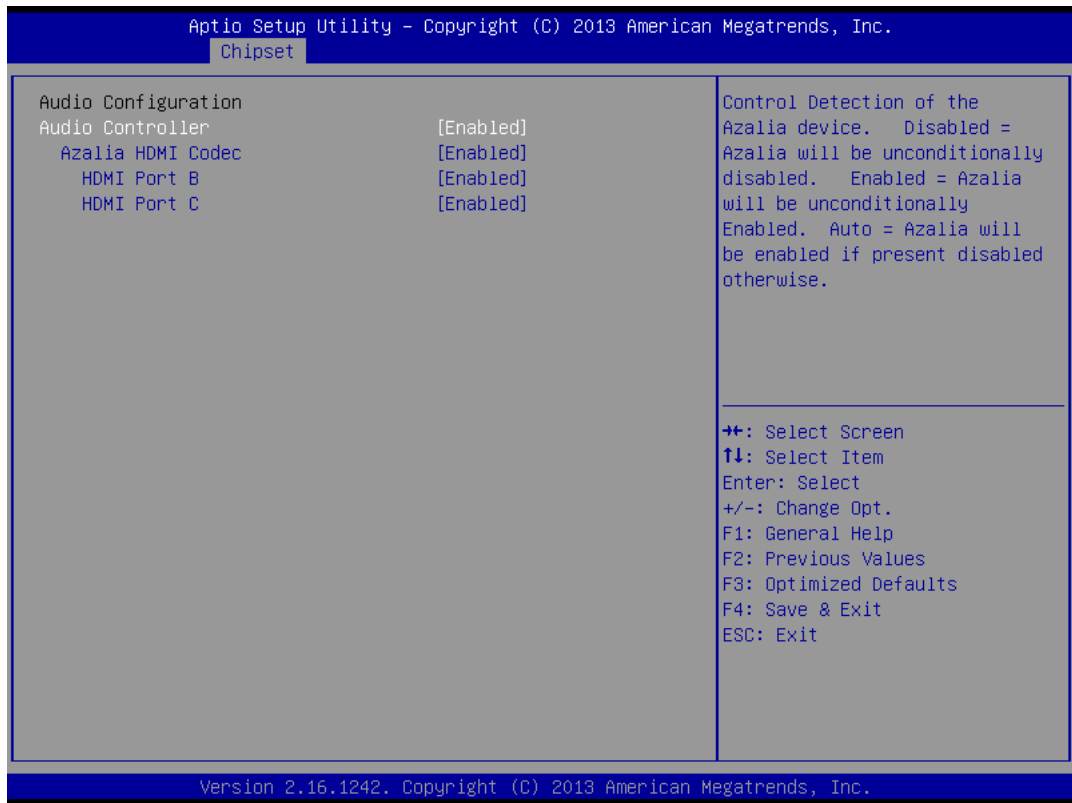 Aptio Setup Utility – Copyright (C) 2013 American Megatrends, Inc.
Chipset
Audio Configuration
Audio Controller [Enabled]
Azalia HDMI Codec [Enabled]
HDMI Port B [Enabled]
HDMI Port C [Enabled]
Control Detection of the
Azalia device. Disabled =
Azalia will be unconditionally
disabled. Enabled = Azalia
will be unconditionally
Enabled. Auto = Azalia will
be enabled if present disabled
otherwise.
→←: Select Screen
↑↓: Select Item
Enter: Select
+/-: Change Opt.
F1: General Help
F2: Previous Values
F3: Optimized Defaults
F4: Save & Exit
ESC: Exit
Version 2.16.1242. Copyright (C) 2013 American Megatrends, Inc.